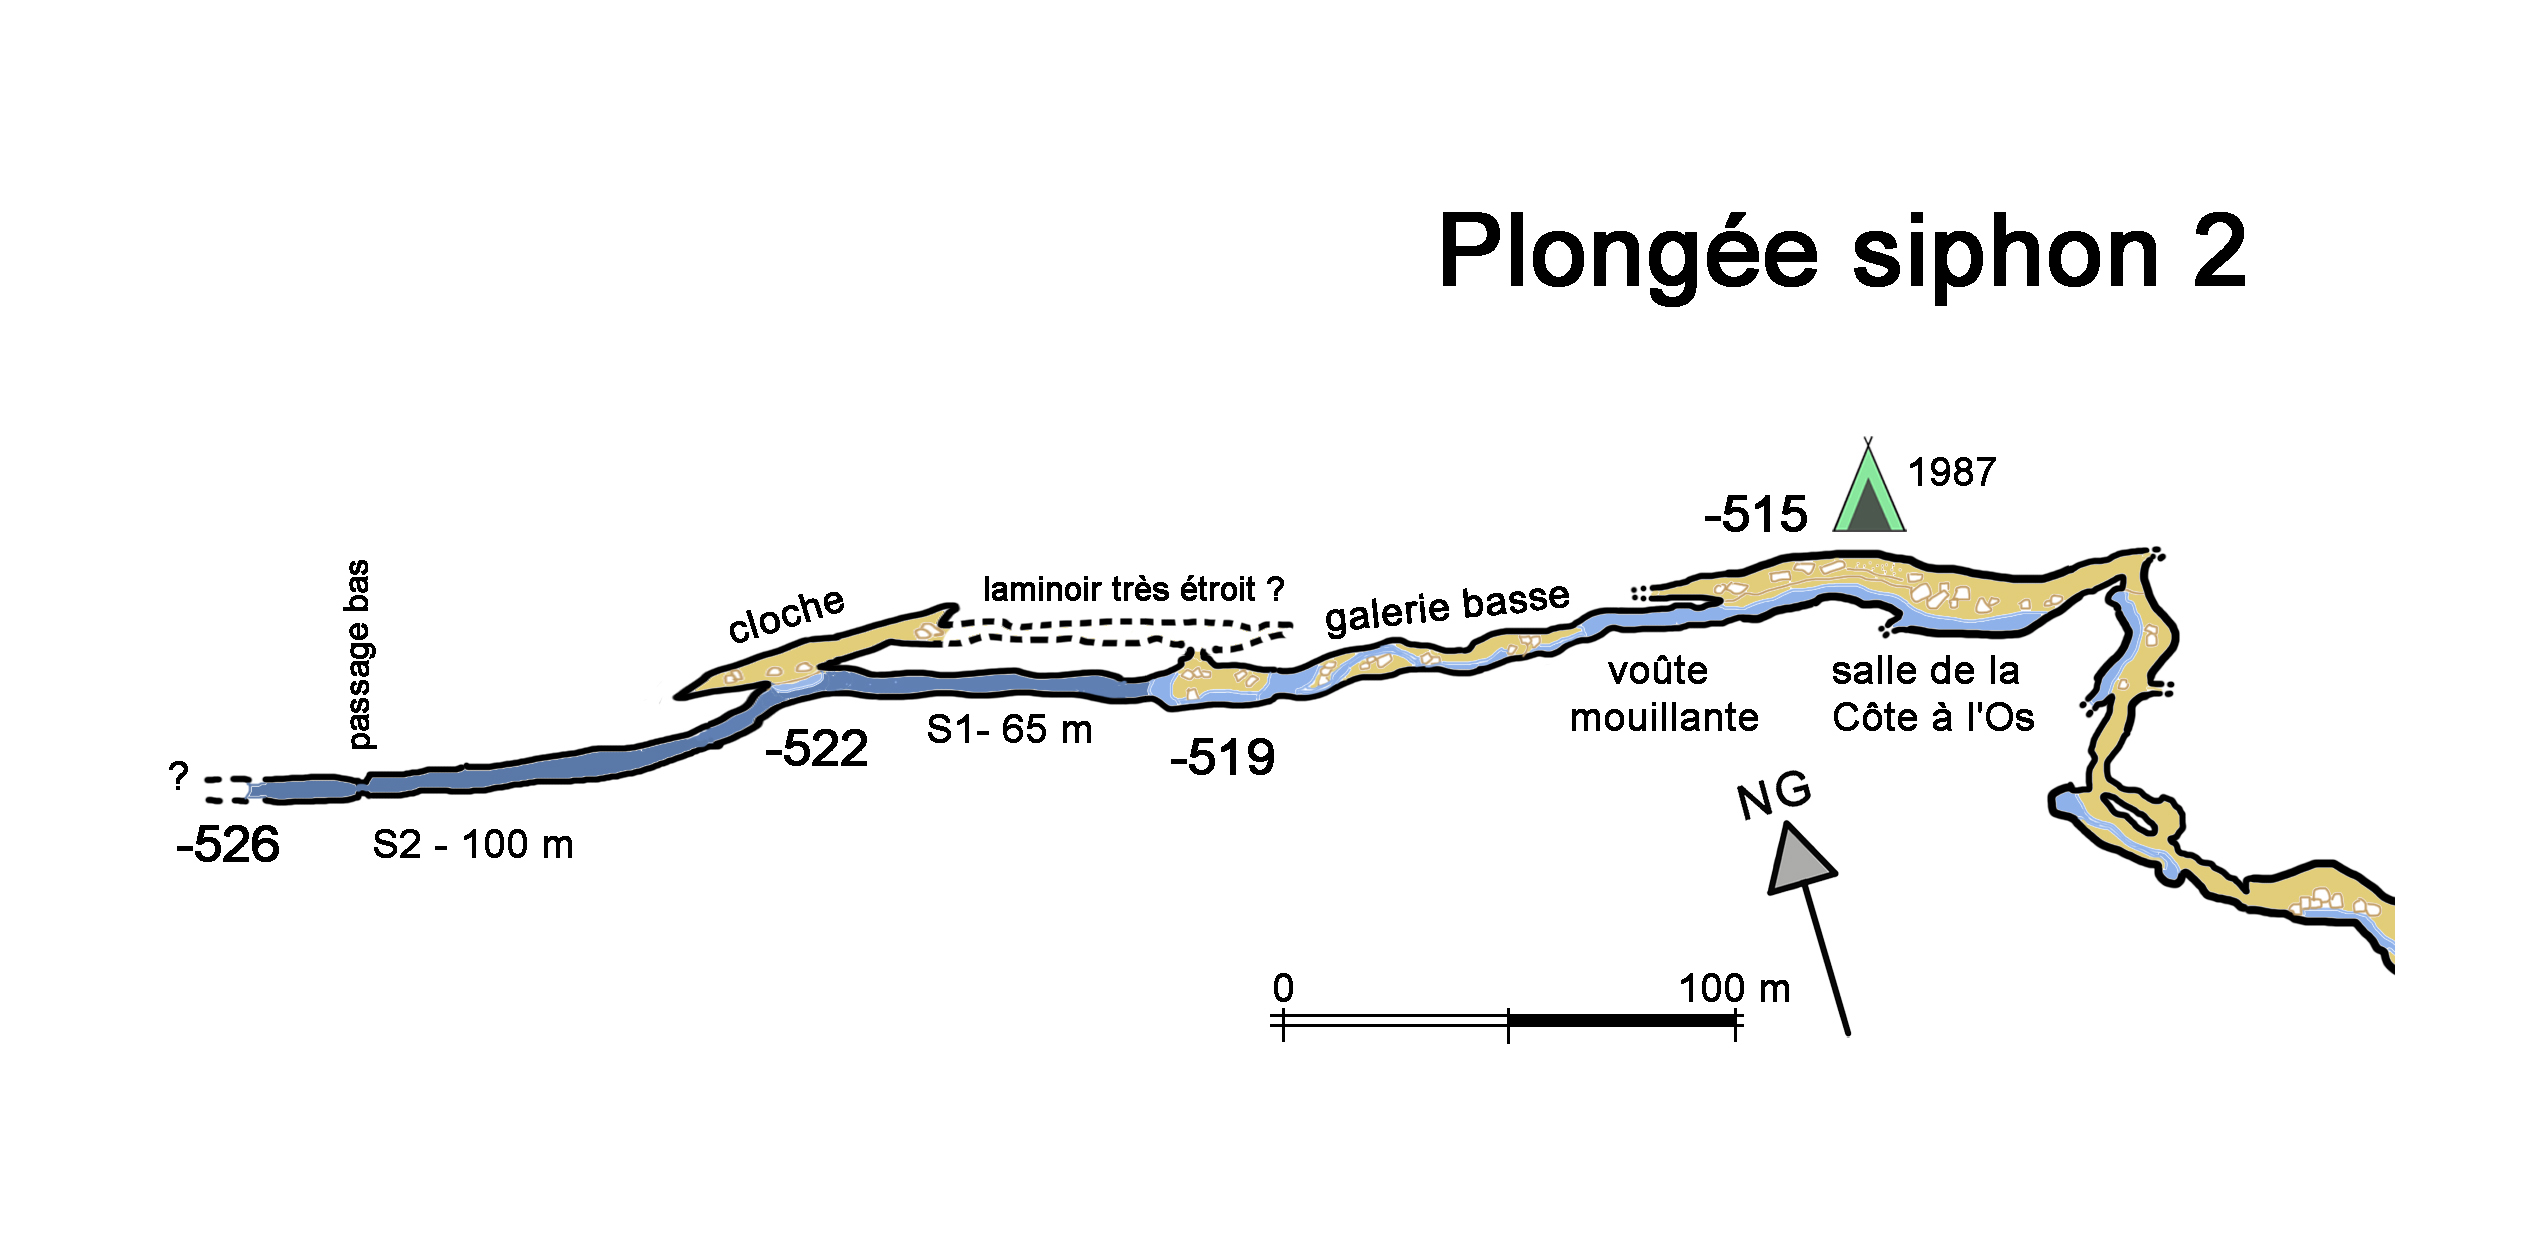 Plongée siphon 2
1987
-515
passage bas
cloche
laminoir très étroit ?
galerie basse
voûte
mouillante
salle de la
Côte à l'Os
S1- 65 m
-522
-519
?
-526
S2 - 100 m
NG
0
100 m